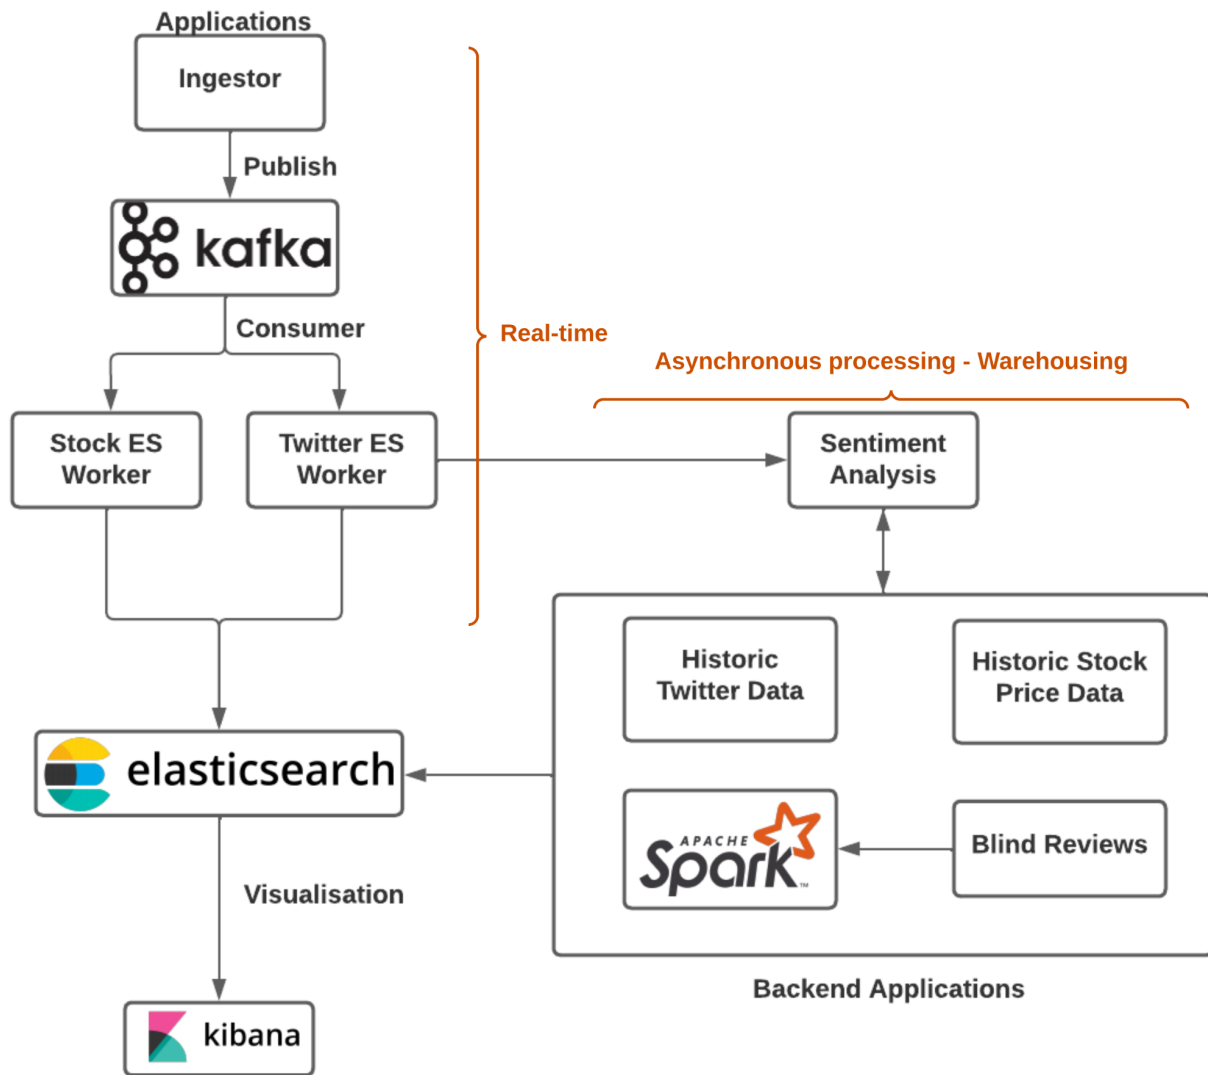 Applications
Ingestor
Publish
kafka
Consumer
Real-time
Asynchronous processing - Warehousing
Stock ES
Worker
Twitter ES
Worker
Sentiment
Analysis
Historic
Twitter Data
Historic Stock
Price Data
elasticsearch
APACHE
Spark™
Blind Reviews
Visualisation
Backend Applications
kibana